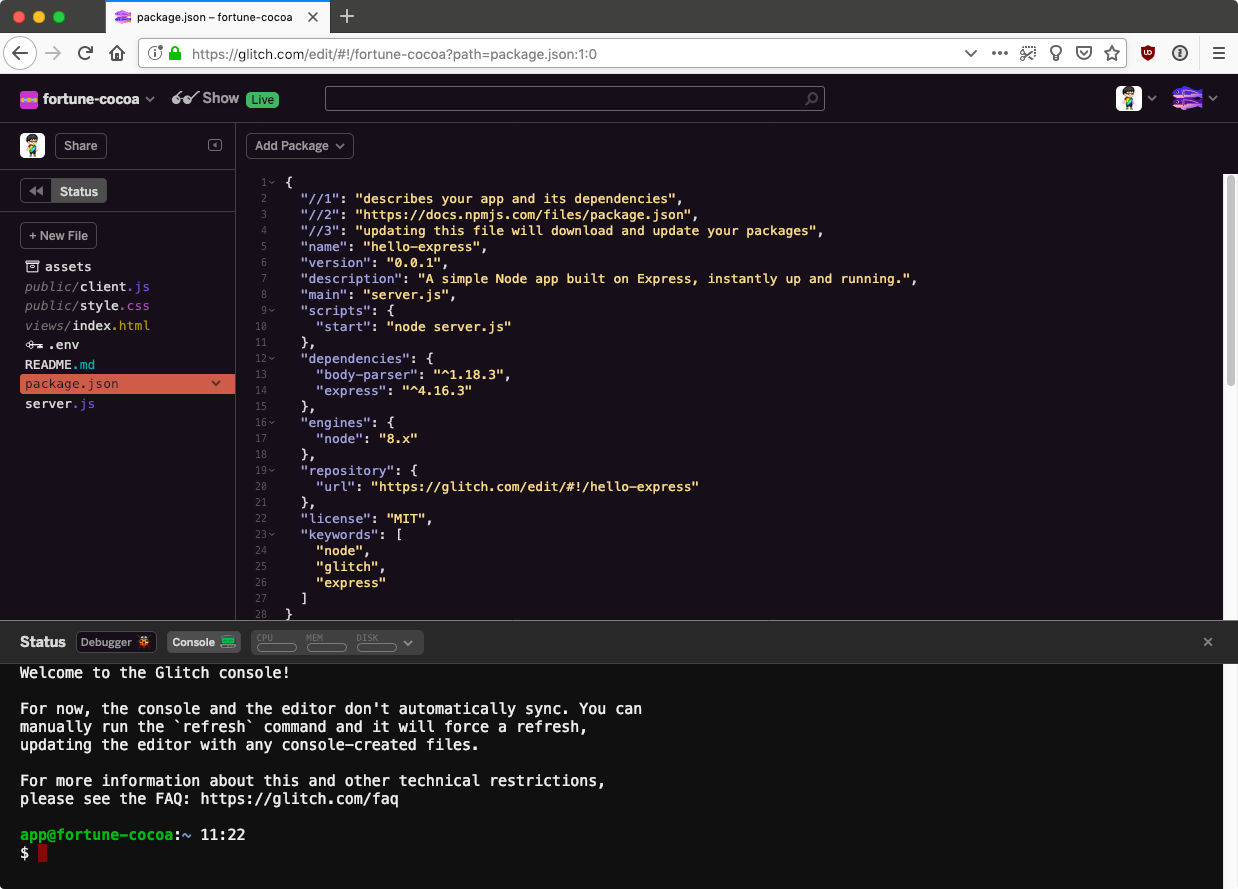 package.json – fortune-cocoa
https://glitch.com/edit/#!/fortune-cocoa?path=package.json:1:0
fortune-cocoa Show Live
Share
Add Package
Status
+ New File
assets
public/client.js
public/style.css
views/index.html
.env
README.md
package.json
server.js
1 {
2 "//1": "describes your app and its dependencies",
3 "//2": "https://docs.npmjs.com/files/package.json",
4 "//3": "updating this file will download and update your packages",
5 "name": "hello-express",
6 "version": "0.0.1",
7 "description": "A simple Node app built on Express, instantly up and running.",
8 "main": "server.js",
9 "scripts": {
10 "start": "node server.js"
11 },
12 "dependencies": {
13 "body-parser": "^1.18.3",
14 "express": "^4.16.3"
15 },
16 "engines": {
17 "node": "8.x"
18 },
19 "repository": {
20 "url": "https://glitch.com/edit/#!/hello-express"
21 },
22 "license": "MIT",
23 "keywords": [
24 "node",
25 "glitch",
26 "express"
27 ]
28 }
Status Debugger Console CPU MEM DISK
Welcome to the Glitch console!
For now, the console and the editor don't automatically sync. You can
manually run the `refresh` command and it will force a refresh,
updating the editor with any console-created files.
For more information about this and other technical restrictions,
please see the FAQ: https://glitch.com/faq
app@fortune-cocoa:~ 11:22
$